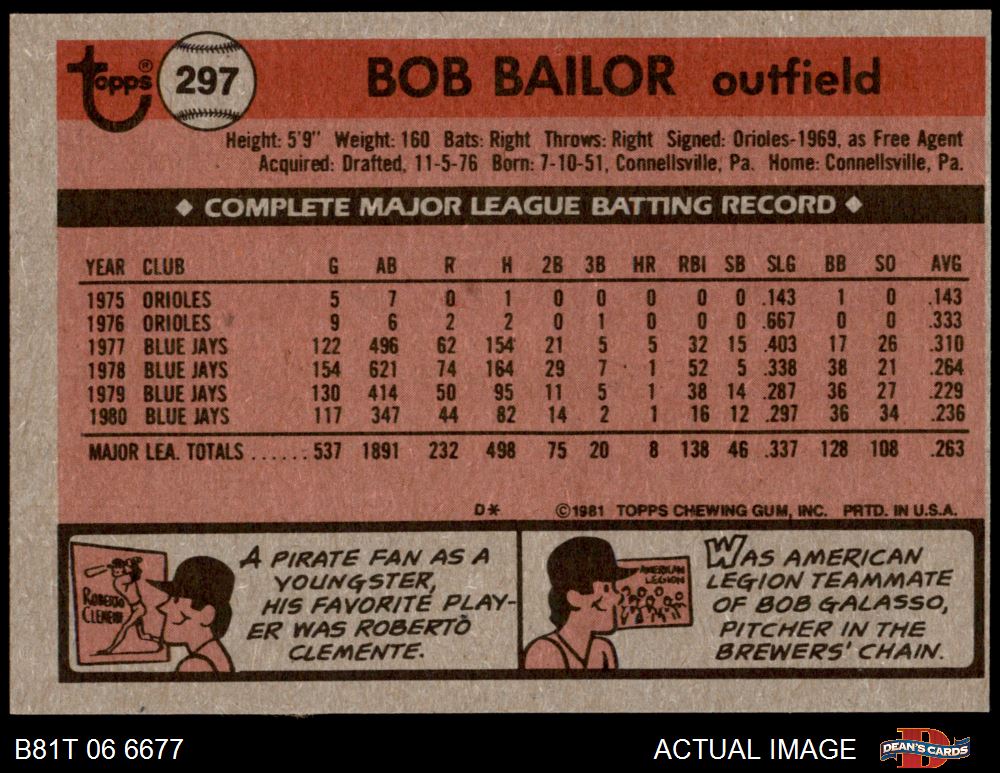 Topps® 297 BOB BAILOR outfield
Height: 5'9" Weight: 160 Bats: Right Throws: Right Signed: Orioles-1969, as Free Agent
Acquired: Drafted, 11-5-76 Born: 7-10-51, Connellsville, Pa. Home: Connellsville, Pa.
◆ COMPLETE MAJOR LEAGUE BATTING RECORD ◆
YEAR CLUB G AB R H 2B 3B HR RBI SB SLG BB SO AVG
1975 ORIOLES 5 7 0 1 0 0 0 0 0 .143 1 0 .143
1976 ORIOLES 9 6 2 2 0 1 0 0 0 .667 0 0 .333
1977 BLUE JAYS 122 496 62 154 21 5 5 32 15 .403 17 26 .310
1978 BLUE JAYS 154 621 74 164 29 7 1 52 5 .338 38 21 .264
1979 BLUE JAYS 130 414 50 95 11 5 1 38 14 .287 36 27 .229
1980 BLUE JAYS 117 347 44 82 14 2 1 16 12 .297 36 34 .236
MAJOR LEA. TOTALS ...... 537 1891 232 498 75 20 8 138 46 .337 128 108 .263
D* ©1981 TOPPS CHEWING GUM, INC. PRTD. IN U.S.A.
ROBERTO
CLEMENTE
A PIRATE FAN AS A
YOUNGSTER,
HIS FAVORITE PLAY-
ER WAS ROBERTO
CLEMENTE.
AMERICAN
LEGION
WAS AMERICAN
LEGION TEAMMATE
OF BOB GALASSO,
PITCHER IN THE
BREWERS' CHAIN.
B81T 06 6677 ACTUAL IMAGE DEAN'S CARDS